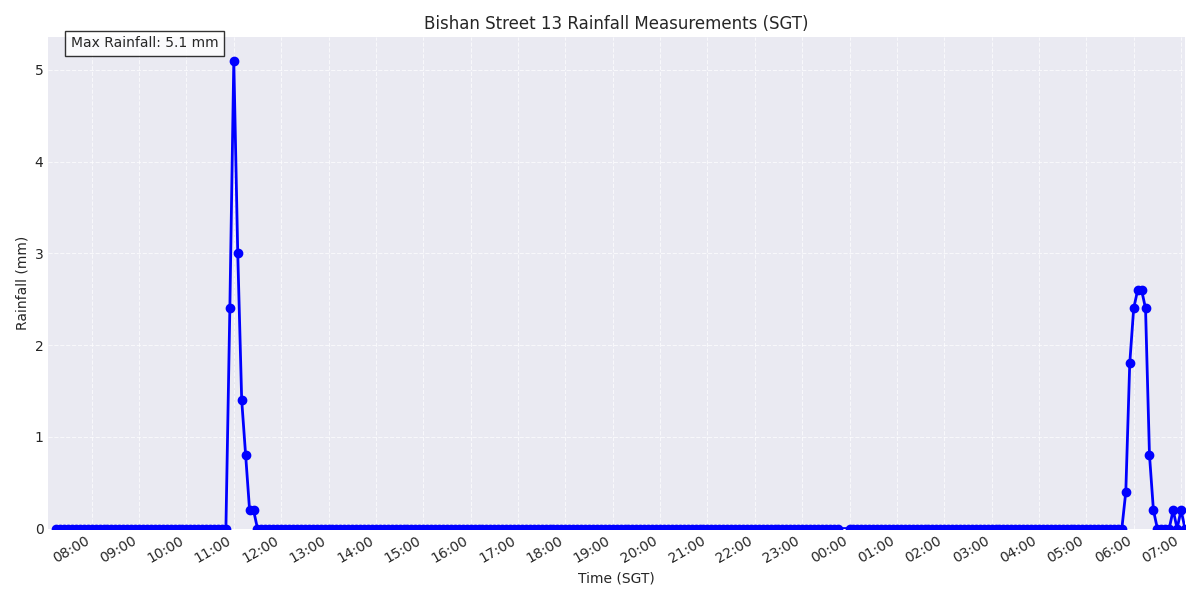 Bishan Street 13 Rainfall Measurements (SGT)
Max Rainfall: 5.1 mm
Rainfall (mm)
5
4
3
2
1
0
08:00 09:00 10:00 11:00 12:00 13:00 14:00 15:00 16:00 17:00 18:00 19:00 20:00 21:00 22:00 23:00 00:00 01:00 02:00 03:00 04:00 05:00 06:00 07:00
Time (SGT)